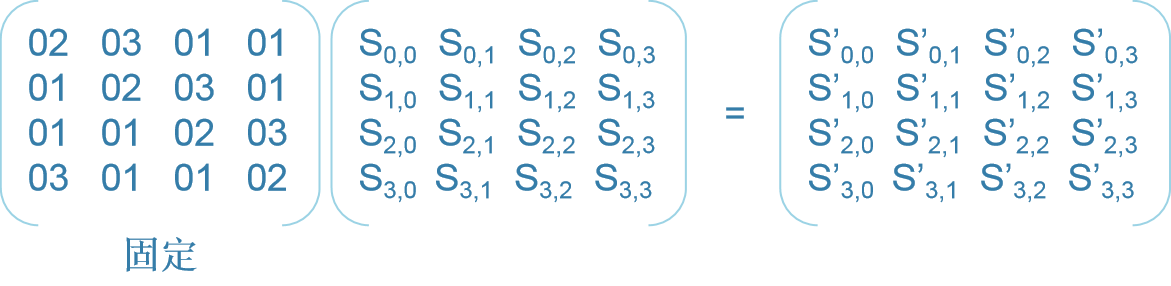 02 03 01 01 S0,0 S0,1 S0,2 S0,3 S’0,0 S’0,1 S’0,2 S’0,3
01 02 03 01 S1,0 S1,1 S1,2 S1,3 = S’1,0 S’1,1 S’1,2 S’1,3
01 01 02 03 S2,0 S2,1 S2,2 S2,3 S’2,0 S’2,1 S’2,2 S’2,3
03 01 01 02 S3,0 S3,1 S3,2 S3,3 S’3,0 S’3,1 S’3,2 S’3,3
固定